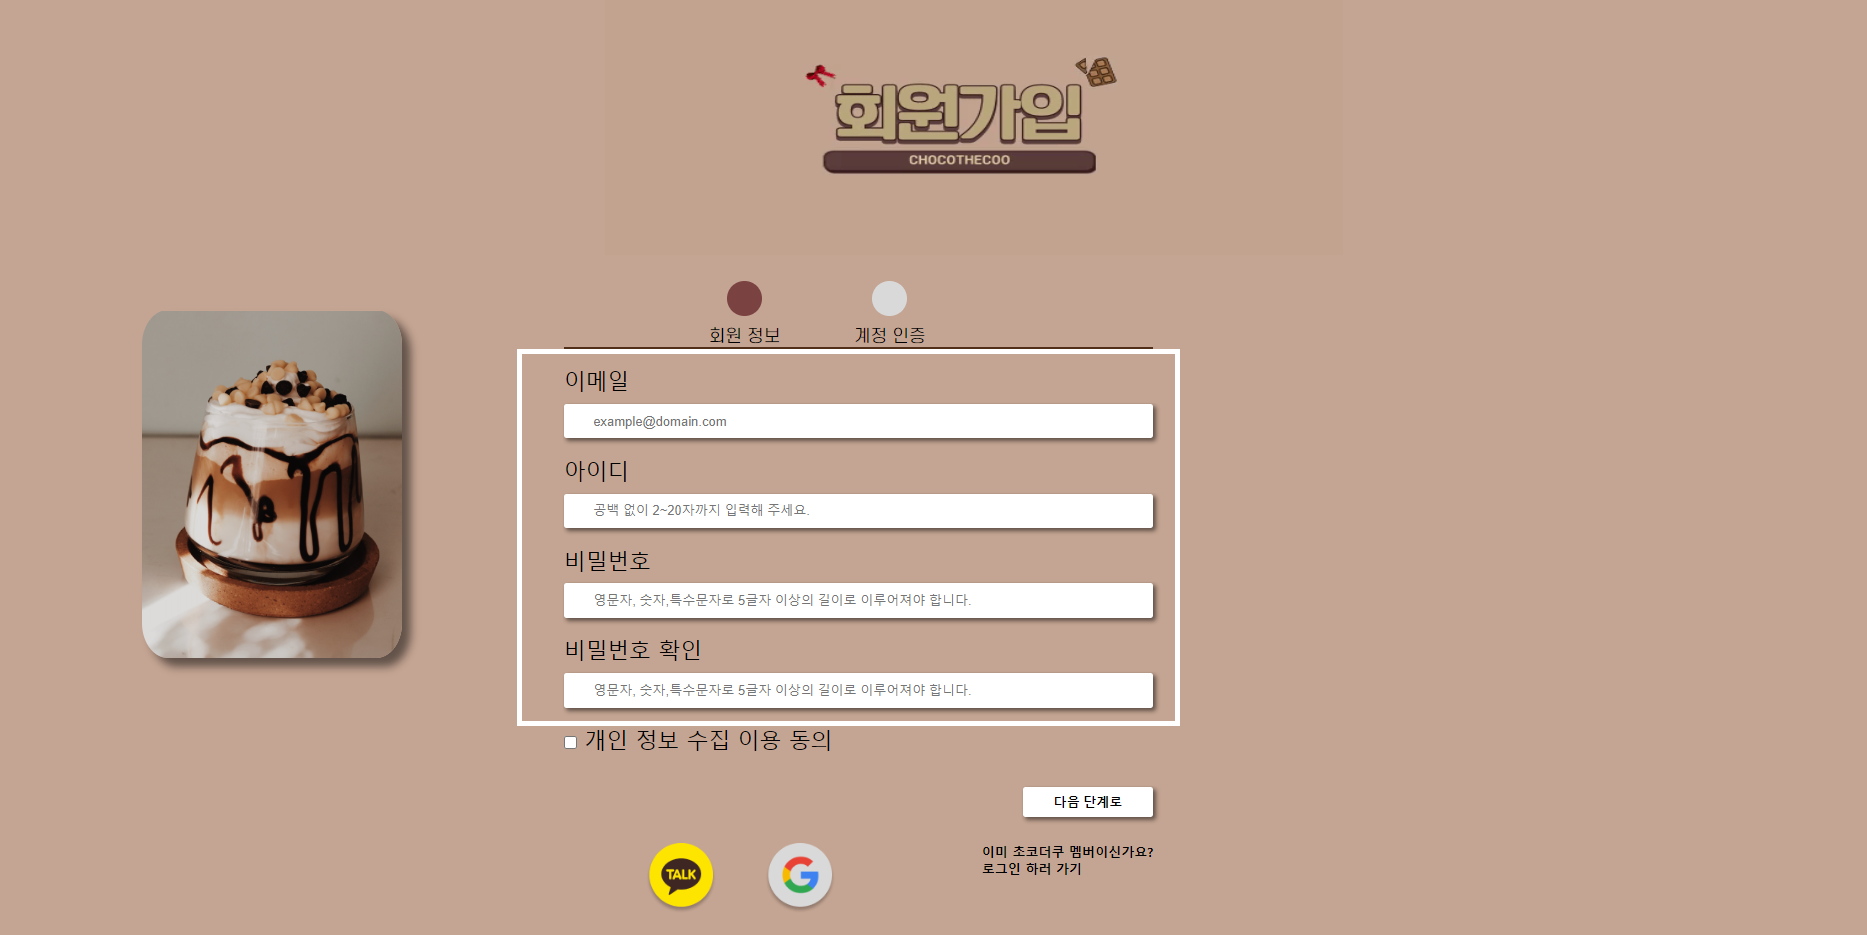 회원가입
CHOCOTHECOO
회원 정보
계정 인증
이메일
example@domain.com
아이디
공백 없이 2~20자까지 입력해 주세요.
비밀번호
영문자, 숫자,특수문자로 5글자 이상의 길이로 이루어져야 합니다.
비밀번호 확인
영문자, 숫자,특수문자로 5글자 이상의 길이로 이루어져야 합니다.
개인 정보 수집 이용 동의
다음 단계로
TALK
G
이미 초코더쿠 멤버이신가요?
로그인 하러 가기